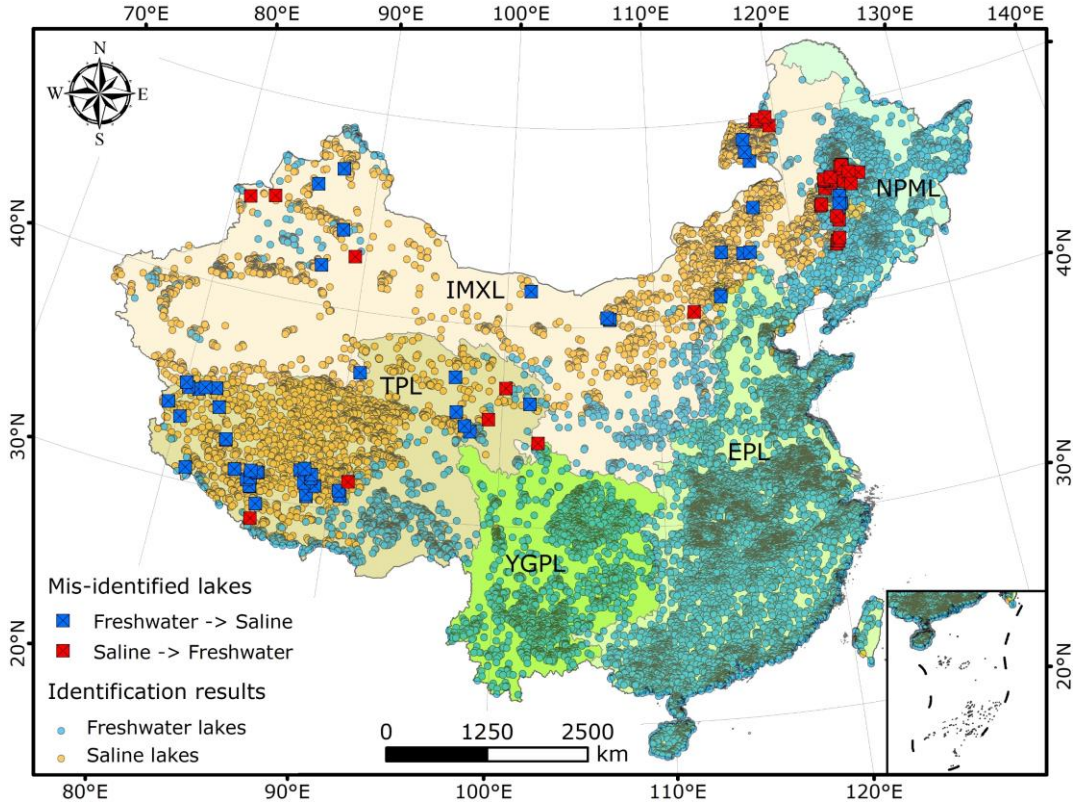 70°E 80°E 90°E 100°E 110°E 120°E 130°E 140°E
N
W E
S
40°N
30°N
20°N
40°N
30°N
20°N
NPML
IMXL
TPL
EPL
YGPL
Mis-identified lakes
Freshwater -> Saline
Saline -> Freshwater
Identification results
Freshwater lakes
Saline lakes
0 1250 2500
km
80°E 90°E 100°E 110°E 120°E